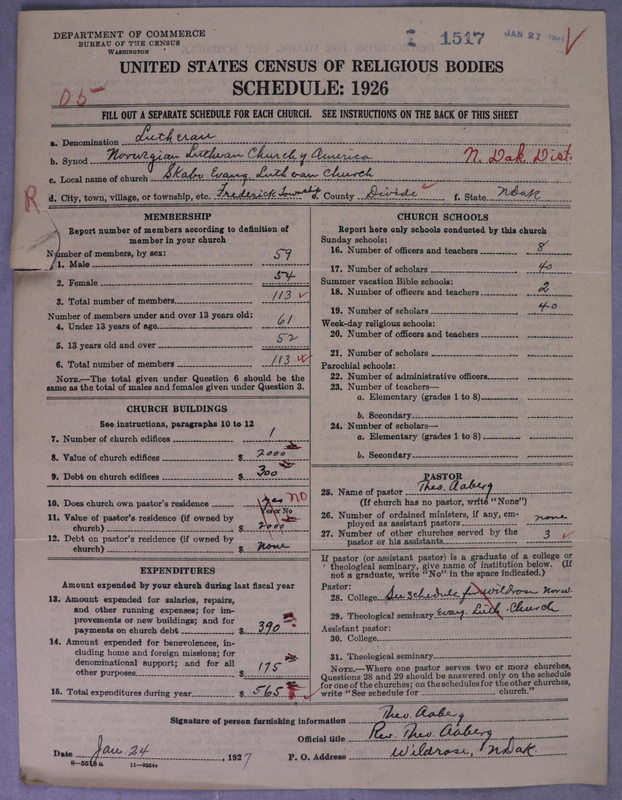 DEPARTMENT OF COMMERCE
BUREAU OF THE CENSUS
WASHINGTON
1517 JAN 27
UNITED STATES CENSUS OF RELIGIOUS BODIES
SCHEDULE: 1926
FILL OUT A SEPARATE SCHEDULE FOR EACH CHURCH. SEE INSTRUCTIONS ON THE BACK OF THIS SHEET
a. Denomination Lutheran
b. Synod Norwegian Lutheran Church of America N. Dak. Dist.
c. Local name of church Skabo Evang. Lutheran Church
d. City, town, village, or township, etc. Frederick Township e. County Divide f. State NDak
R
MEMBERSHIP
Report number of members according to definition of
member in your church
Number of members, by sex:
1. Male 59
2. Female 54
3. Total number of members 113
Number of members under and over 13 years old:
4. Under 13 years of age 61
5. 13 years old and over 52
6. Total number of members 113
NOTE.—The total given under Question 6 should be the
same as the total of males and females given under Question 3.
CHURCH BUILDINGS
See instructions, paragraphs 10 to 12
7. Number of church edifices 1
8. Value of church edifices $ 2000
9. Debt on church edifices $ 300
10. Does church own pastor's residence yes no
Yes or No
11. Value of pastor's residence (if owned by
church) $ 2000
12. Debt on pastor's residence (if owned by
church) $ none
EXPENDITURES
Amount expended by your church during last fiscal year
13. Amount expended for salaries, repairs,
and other running expenses; for im-
provements or new buildings; and for
payments on church debt $ 390
14. Amount expended for benevolences, in-
cluding home and foreign missions; for
denominational support; and for all
other purposes $ 175
15. Total expenditures during year $ 565
CHURCH SCHOOLS
Report here only schools conducted by this church
Sunday schools:
16. Number of officers and teachers 8
17. Number of scholars 40
Summer vacation Bible schools:
18. Number of officers and teachers 2
19. Number of scholars 40
Week-day religious schools:
20. Number of officers and teachers
21. Number of scholars
Parochial schools:
22. Number of administrative officers
23. Number of teachers—
a. Elementary (grades 1 to 8)
b. Secondary
24. Number of scholars—
a. Elementary (grades 1 to 8)
b. Secondary
PASTOR
25. Name of pastor Theo. Aaberg
(If church has no pastor, write "None")
26. Number of ordained ministers, if any, em-
ployed as assistant pastors none
27. Number of other churches served by the
pastor or his assistants 3
If pastor (or assistant pastor) is a graduate of a college or
theological seminary, give name of institution below. (If
not a graduate, write "No" in the space indicated.)
Pastor:
28. College See schedule for Wildrose Norw.
29. Theological seminary Evang. Luth. Church
Assistant pastor:
30. College
31. Theological seminary
NOTE.—Where one pastor serves two or more churches,
Questions 28 and 29 should be answered only on the schedule
for one of the churches; on the schedules for the other churches,
write "See schedule for church."
Signature of person furnishing information Theo. Aaberg
Official title Rev. Theo. Aaberg
Date Jan. 24, 1927 P. O. Address Wildrose, NDak.